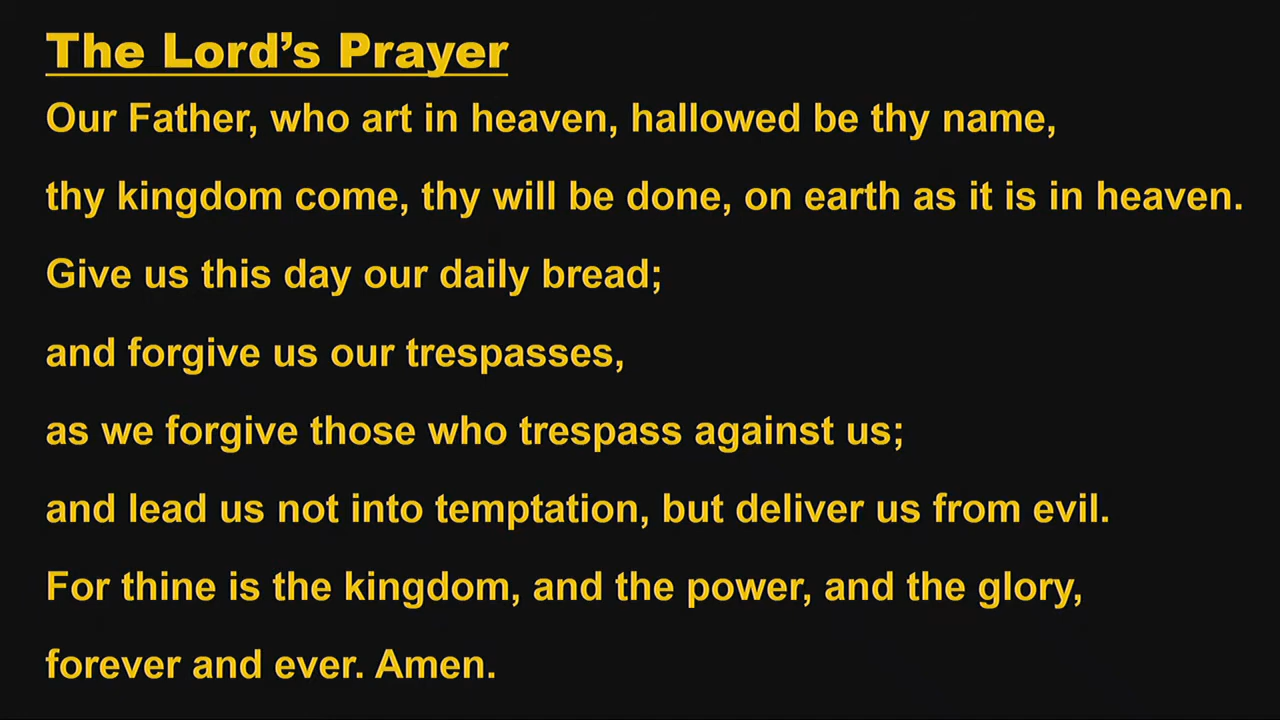 The Lord’s Prayer
Our Father, who art in heaven, hallowed be thy name,
thy kingdom come, thy will be done, on earth as it is in heaven.
Give us this day our daily bread;
and forgive us our trespasses,
as we forgive those who trespass against us;
and lead us not into temptation, but deliver us from evil.
For thine is the kingdom, and the power, and the glory,
forever and ever. Amen.